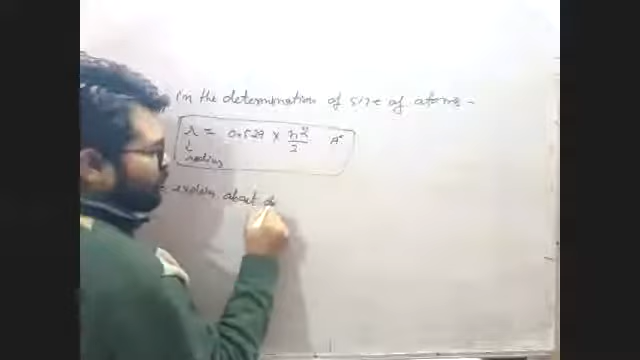 in the determination of size of atoms -
r = 0.529 × n²/Z A°
radius
explain about